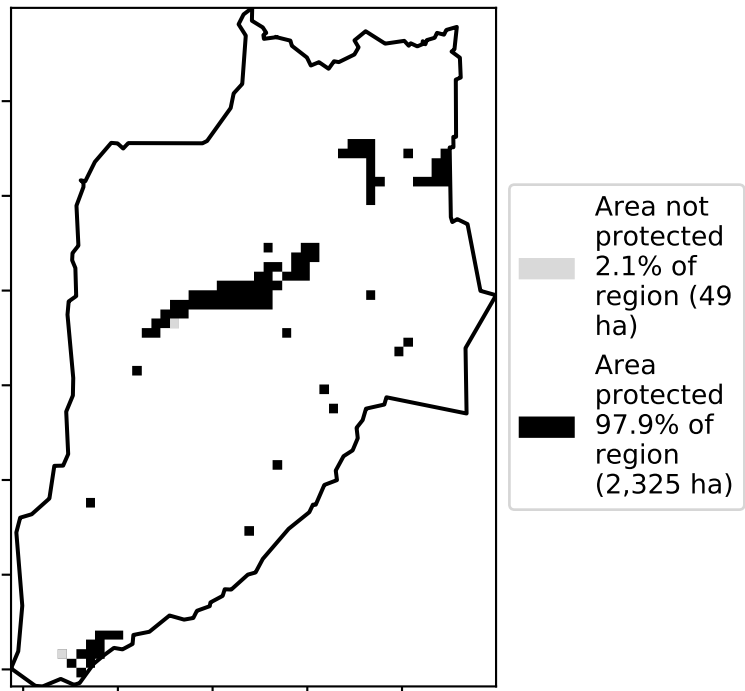 Area not
protected
2.1% of
region (49
ha)
Area
protected
97.9% of
region
(2,325 ha)